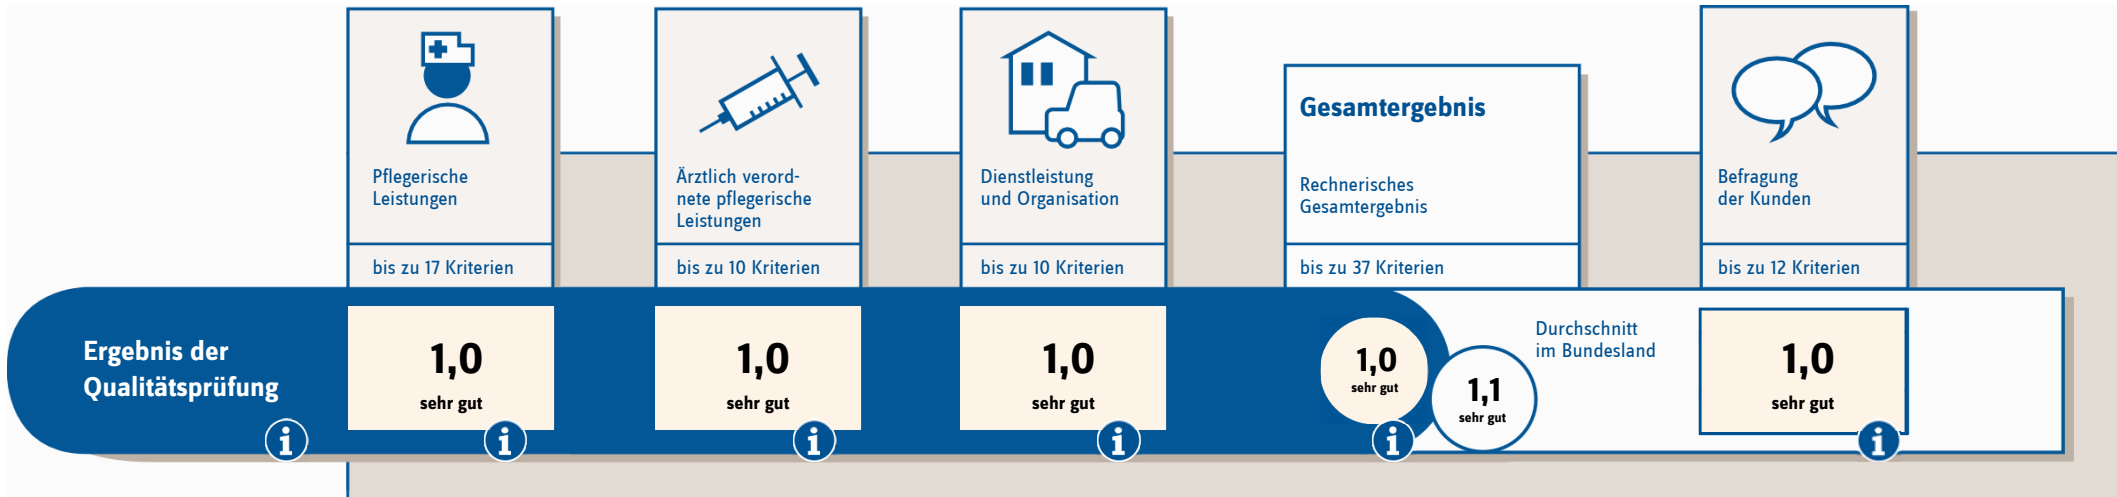 Pflegerische
Leistungen
bis zu 17 Kriterien
Ärztlich verord-
nete pflegerische
Leistungen
bis zu 10 Kriterien
Dienstleistung
und Organisation
bis zu 10 Kriterien
Gesamtergebnis
Rechnerisches
Gesamtergebnis
bis zu 37 Kriterien
Befragung
der Kunden
bis zu 12 Kriterien
Ergebnis der
Qualitätsprüfung
i
1,0
sehr gut
i
1,0
sehr gut
i
1,0
sehr gut
i
1,0
sehr gut
i
1,1
sehr gut
Durchschnitt
im Bundesland
1,0
sehr gut
i